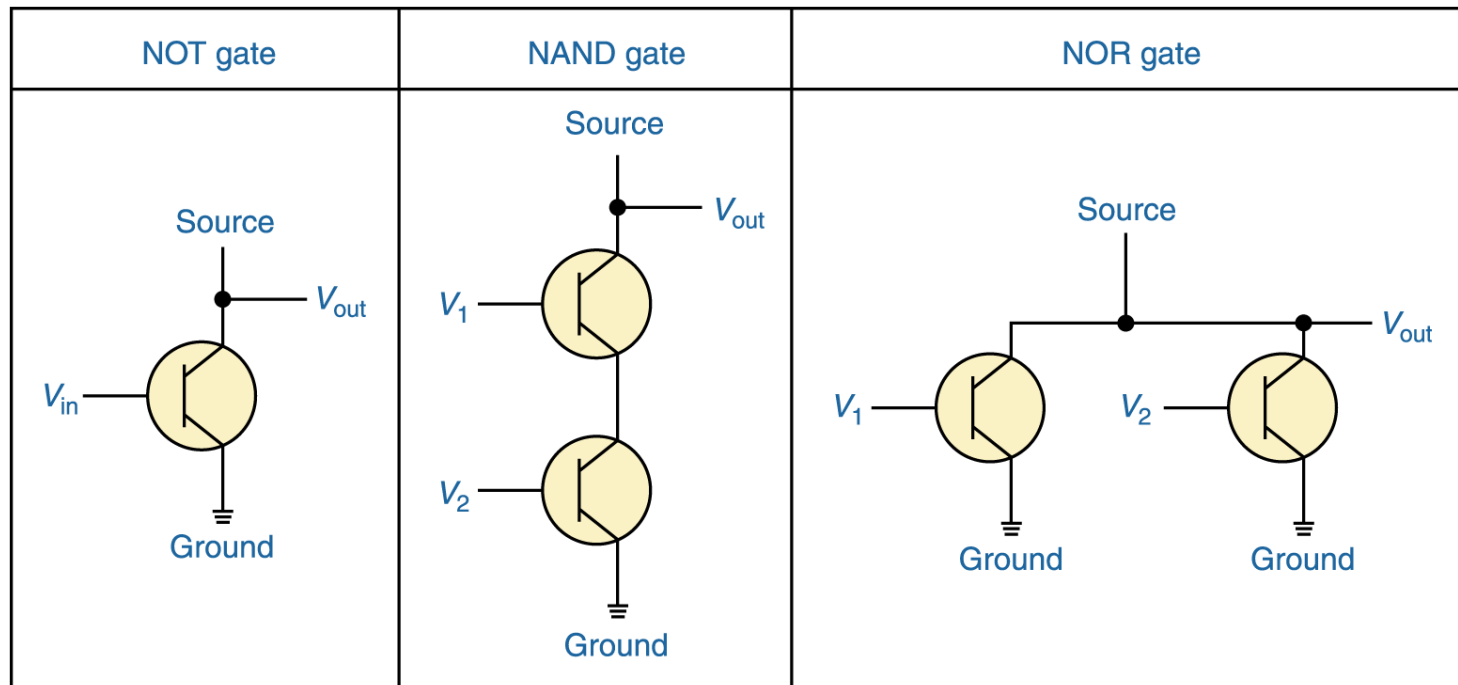 NOT gate
NAND gate
NOR gate
Source
Vout
Vin
Ground
Source
Vout
V1
V2
Ground
Source
Vout
V1
V2
Ground
Ground